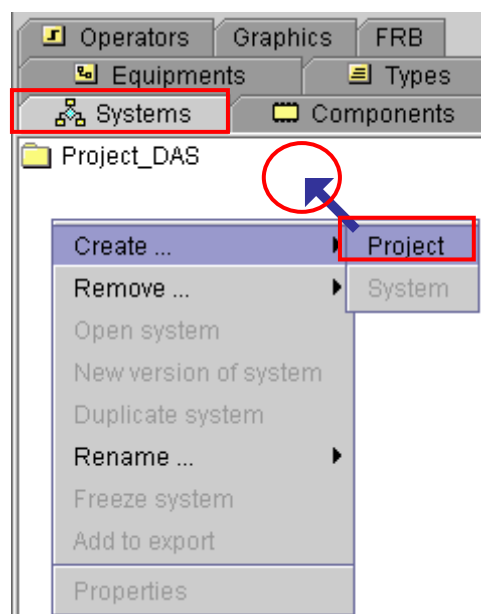 Operators Graphics FRB
Equipments Types
Systems Components
Project_DAS
Create ... Project
Remove ... System
Open system
New version of system
Duplicate system
Rename ...
Freeze system
Add to export
Properties